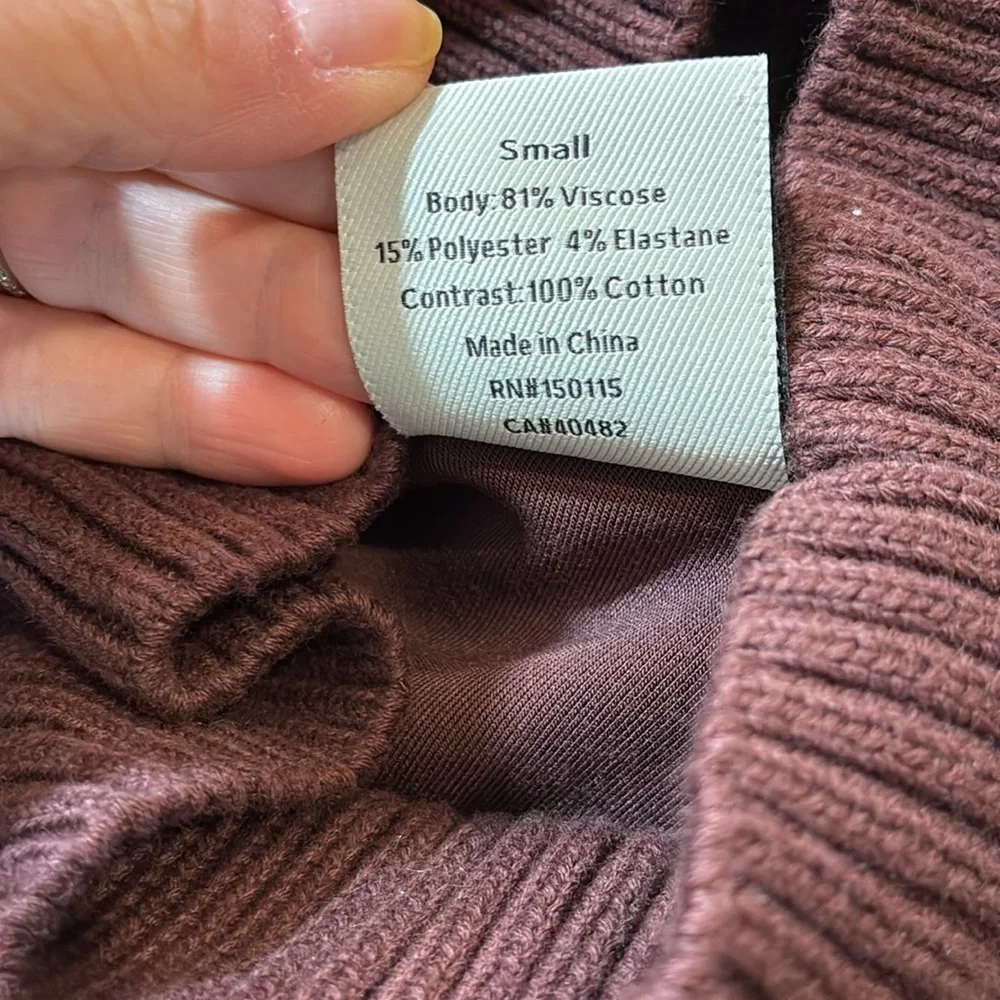 Small
Body:81% Viscose
15% Polyester 4% Elastane
Contrast:100% Cotton
Made in China
RN#150115
CA#40482